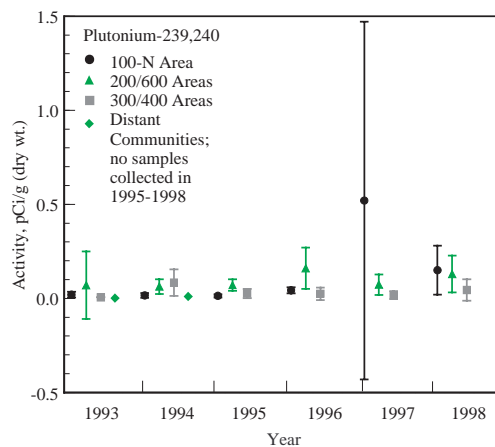 Plutonium-239,240
100-N Area
200/600 Areas
300/400 Areas
Distant
Communities;
no samples
collected in
1995-1998
Activity, pCi/g (dry wt.)
1.5
1.0
0.5
0.0
-0.5
1993 1994 1995 1996 1997 1998
Year